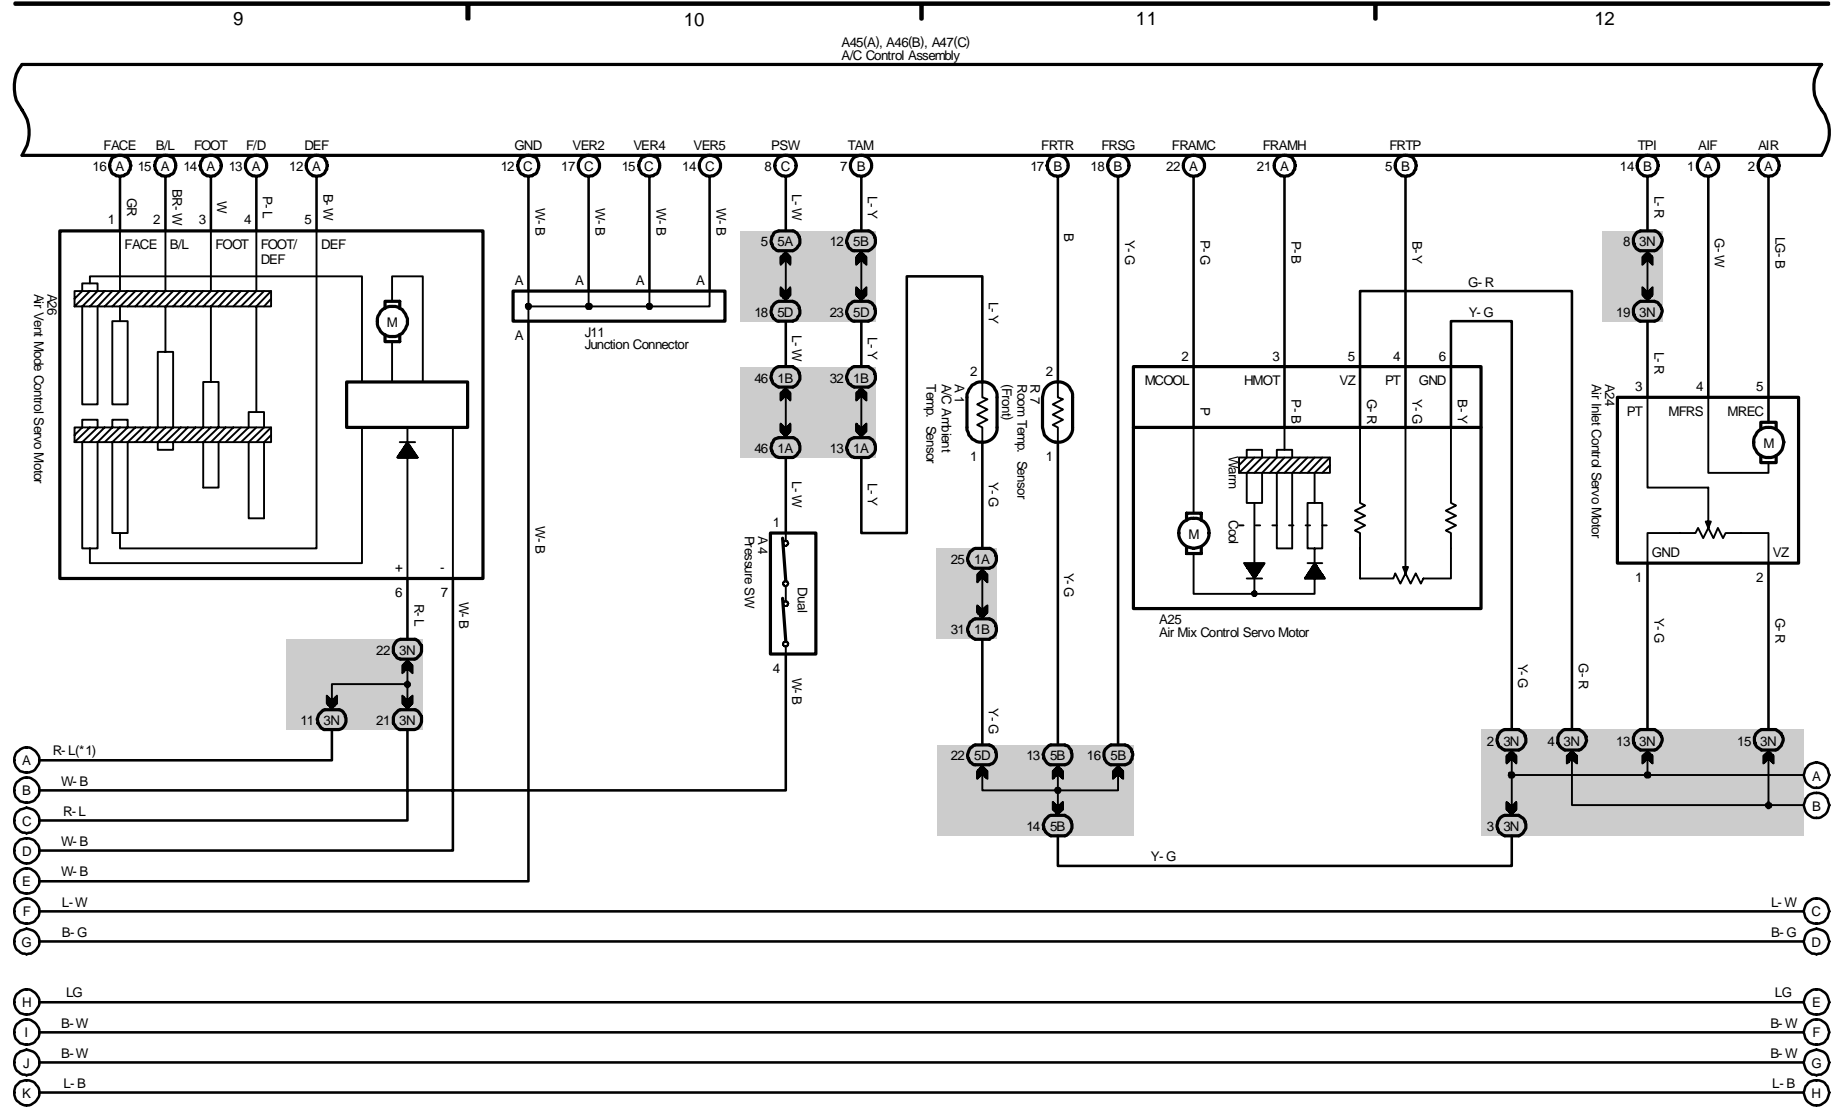 9 10 11 12
A45(A), A46(B), A47(C)
A/C Control Assembly
FACE B/L FOOT F/D DEF GND VER2 VER4 VER5 PSW TAM FRTR FRSG FRAMC FRAMH FRTP TPI AIF AIR
16 A 15 A 14 A 13 A 12 A 12 C 17 C 15 C 14 C 8 C 7 B 17 B 18 B 22 A 21 A 5 B 14 B 1 A 2 A
GR BR-W W P-L B-W W-B W-B W-B W-B L-W L-Y B Y-G P-G P-B B-Y L-R G-W LG-B
1 2 3 4 5
FACE B/L FOOT FOOT/ DEF
DEF
5 5A 12 5B 8 3N
A A A A
18 5D 23 5D 19 3N
A
J11
Junction Connector
L-Y
G-R
Y-G
A26
Air Vent Mode Control Servo Motor
M
L-W L-Y L-R
46 1B 32 1B
46 1A 13 1A
2 2
A 1
A/C Ambient
Temp. Sensor
R 7
Room Temp. Sensor
(Front)
1 1
2 3 5 4 6
MCOOL HMOT VZ PT GND
P P-B G-R Y-G B-Y
Warm
Cool
M
A25
Air Mix Control Servo Motor
3 4 5
PT MFRS MREC
M
A24
Air Inlet Control Servo Motor
GND VZ
1 2
L-W L-Y Y-G
W-B
1
A 4
Pressure SW
Dual
4
25 1A
31 1B
Y-G
+ -
6 7
R-L W-B
W-B Y-G
Y-G G-R
Y-G G-R
22 3N
11 3N 21 3N
22 5D 13 5B 16 5B
14 5B
2 3N 4 3N 13 3N 15 3N
3 3N
Y-G
A R-L(*1) A
B W-B B
C R-L
D W-B
E W-B
F L-W L-W C
G B-G B-G D
H LG LG E
I B-W B-W F
J B-W B-W G
K L-B L-B H